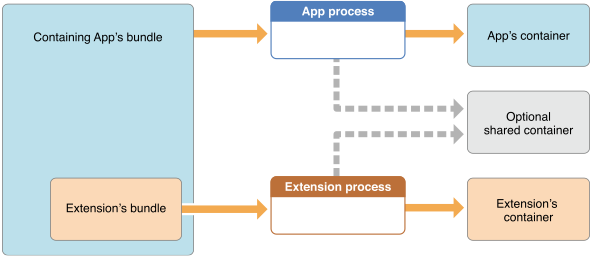 Containing App's bundle
App process
App's container
Optional
shared container
Extension's bundle
Extension process
Extension's
container